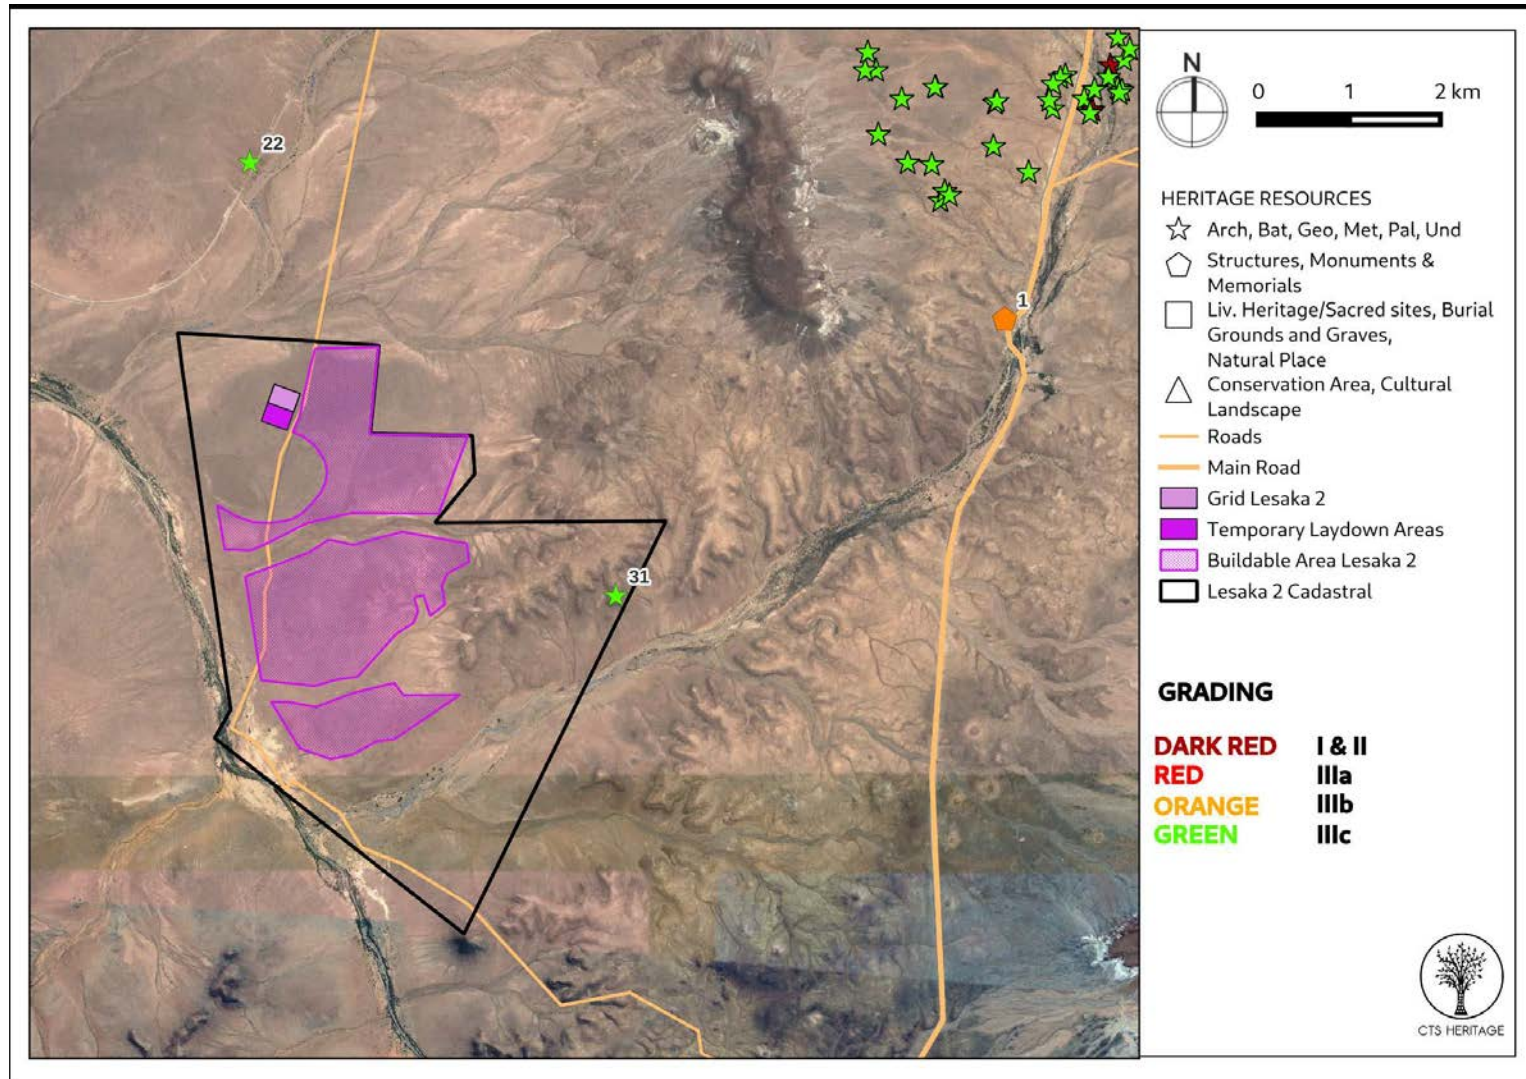 22
1
31
N
0 1 2 km
HERITAGE RESOURCES
Arch, Bat, Geo, Met, Pal, Und
Structures, Monuments &
Memorials
Liv. Heritage/Sacred sites, Burial
Grounds and Graves,
Natural Place
Conservation Area, Cultural
Landscape
Roads
Main Road
Grid Lesaka 2
Temporary Laydown Areas
Buildable Area Lesaka 2
Lesaka 2 Cadastral
GRADING
DARK RED I & II
RED IIIa
ORANGE IIIb
GREEN IIIc
CTS HERITAGE